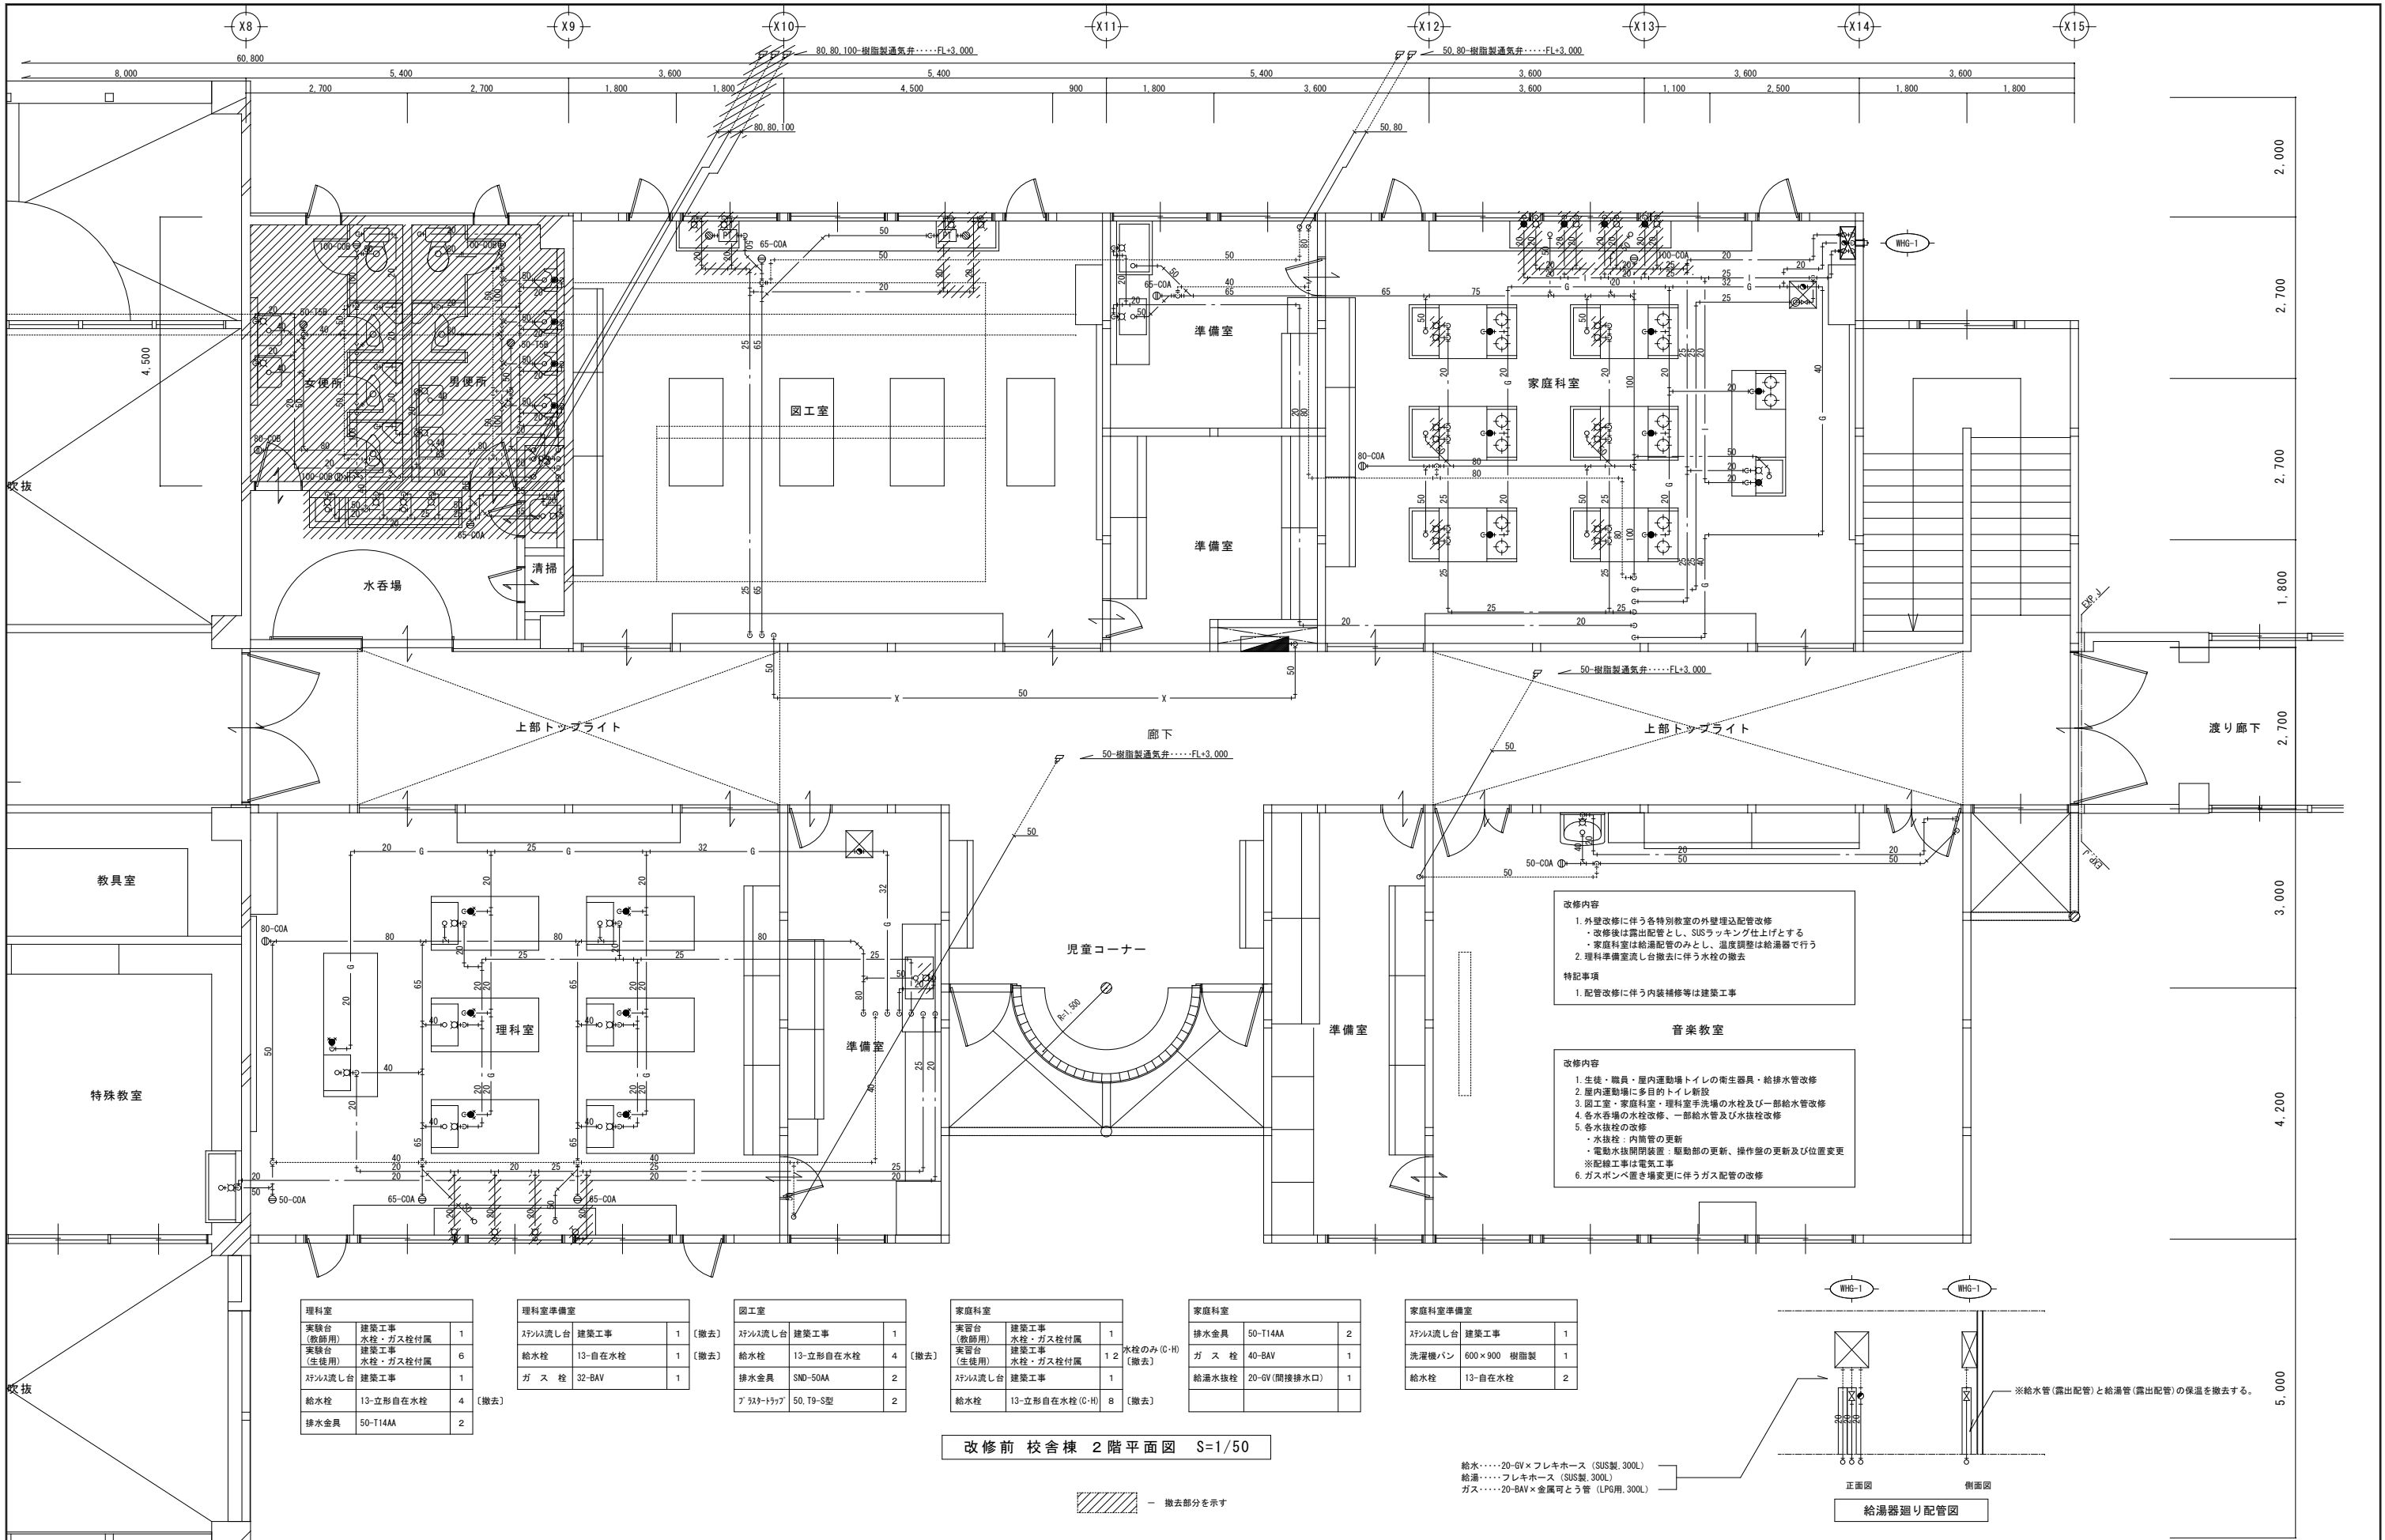 X8 X9 X10 X11 X12 X13 X14 X15
80,80,100-樹脂製通気弁・・・・・FL+3,000
50,80-樹脂製通気弁・・・・・FL+3,000
60,800
8,000 5,400 3,600 5,400 5,400 3,600 3,600 3,600
2,700 2,700 1,800 1,800 4,500 900 1,800 3,600 3,600 1,100 2,500 1,800 1,800
80,80,100
50,80
2,000
2,700
2,700
1,800
2,700
3,000
4,200
5,000
4,500
WHG-1
100-COB
100-COB
65-COA
100-COA
65-COA
50-T5B
50-T5B
女便所
男便所
図工室
準備室
家庭科室
80-COB
100-COB
80-COA
65-COA
吹抜
準備室
水呑場
清掃
EXP.J
50-樹脂製通気弁・・・・・FL+3,000
上部トップライト
廊下
上部トップライト
渡り廊下
50-樹脂製通気弁・・・・・FL+3,000
EXP.J
教具室
50-COA
80-COA
児童コーナー
R=1,500
理科室
準備室
準備室
音楽教室
特殊教室
50-COA
65-COA
65-COA
吹抜
改修内容
1.外壁改修に伴う各特別教室の外壁埋込配管改修
・改修後は露出配管とし、SUSラッキング仕上げとする
・家庭科室は給湯配管のみとし、温度調整は給湯器で行う
2.理科準備室流し台撤去に伴う水栓の撤去
特記事項
1.配管改修に伴う内装補修等は建築工事
改修内容
1.生徒・職員・屋内運動場トイレの衛生器具・給排水管改修
2.屋内運動場に多目的トイレ新設
3.図工室・家庭科室・理科室手洗場の水栓及び一部給水管改修
4.各水呑場の水栓改修、一部給水管及び水抜栓改修
5.各水抜栓の改修
・水抜栓：内筒管の更新
・電動水抜開閉装置：駆動部の更新、操作盤の更新及び位置変更
※配線工事は電気工事
6.ガスボンベ置き場変更に伴うガス配管の改修
理科室
実験台(教師用) 建築工事 水栓・ガス栓付属 1
実験台(生徒用) 建築工事 水栓・ガス栓付属 6
ステンレス流し台 建築工事 1
給水栓 13-立形自在水栓 4 〔撤去〕
排水金具 50-T14AA 2
理科室準備室
ステンレス流し台 建築工事 1 〔撤去〕
給水栓 13-自在水栓 1 〔撤去〕
ガス栓 32-BAV 1
図工室
ステンレス流し台 建築工事 1
給水栓 13-立形自在水栓 4 〔撤去〕
排水金具 SND-50AA 2
プラスタートラップ 50,T9-S型 2
家庭科室
実習台(教師用) 建築工事 水栓・ガス栓付属 1
実習台(生徒用) 建築工事 水栓・ガス栓付属 12 水栓のみ(C・H)〔撤去〕
ステンレス流し台 建築工事 1
給水栓 13-立形自在水栓(C・H) 8 〔撤去〕
家庭科室
排水金具 50-T14AA 2
ガス栓 40-BAV 1
給湯水抜栓 20-GV(間接排水口) 1
家庭科室準備室
ステンレス流し台 建築工事 1
洗濯機パン 600×900 樹脂製 1
給水栓 13-自在水栓 2
改修前 校舎棟 2階平面図 S=1/50
－ 撤去部分を示す
WHG-1 WHG-1
※給水管(露出配管)と給湯管(露出配管)の保温を撤去する。
給水・・・・・20-GV×フレキホース (SUS製,300L)
給湯・・・・・フレキホース (SUS製,300L)
ガス・・・・・20-BAV×金属可とう管 (LPG用,300L)
正面図 側面図
給湯器廻り配管図